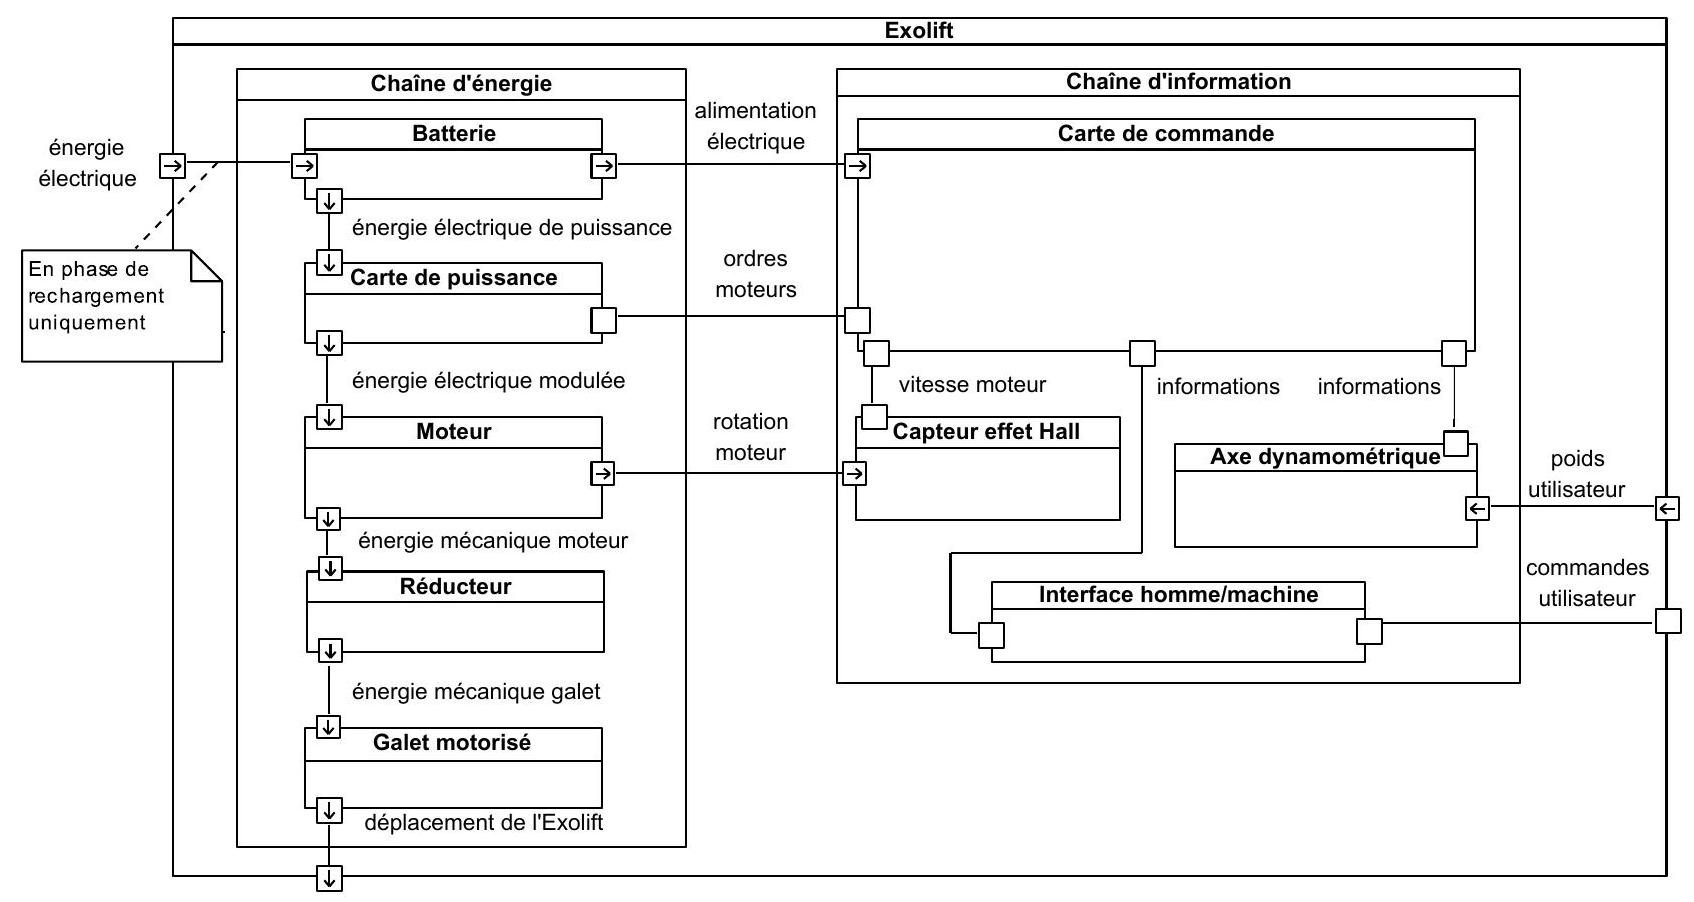 Exolift
Chaîne d'énergie
Chaîne d'information
Batterie
alimentation
électrique
Carte de commande
énergie
électrique
énergie électrique de puissance
En phase de
rechargement
uniquement
Carte de puissance
ordres
moteurs
énergie électrique modulée
vitesse moteur
informations
informations
Moteur
rotation
moteur
Capteur effet Hall
Axe dynamométrique
poids
utilisateur
énergie mécanique moteur
Réducteur
Interface homme/machine
commandes
utilisateur
énergie mécanique galet
Galet motorisé
déplacement de l'Exolift